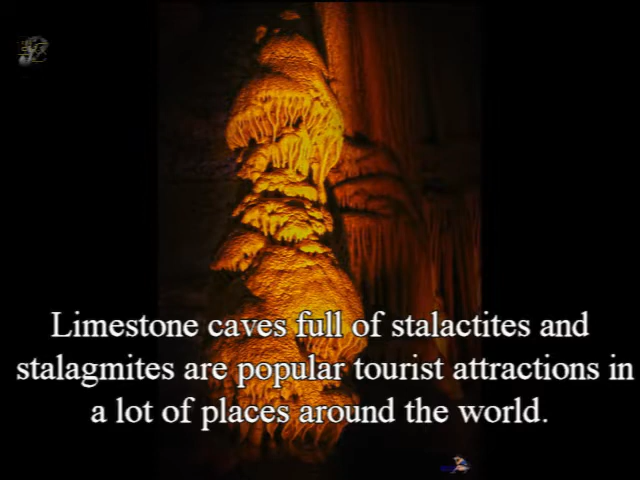 Limestone caves full of stalactites and
stalagmites are popular tourist attractions in
a lot of places around the world.